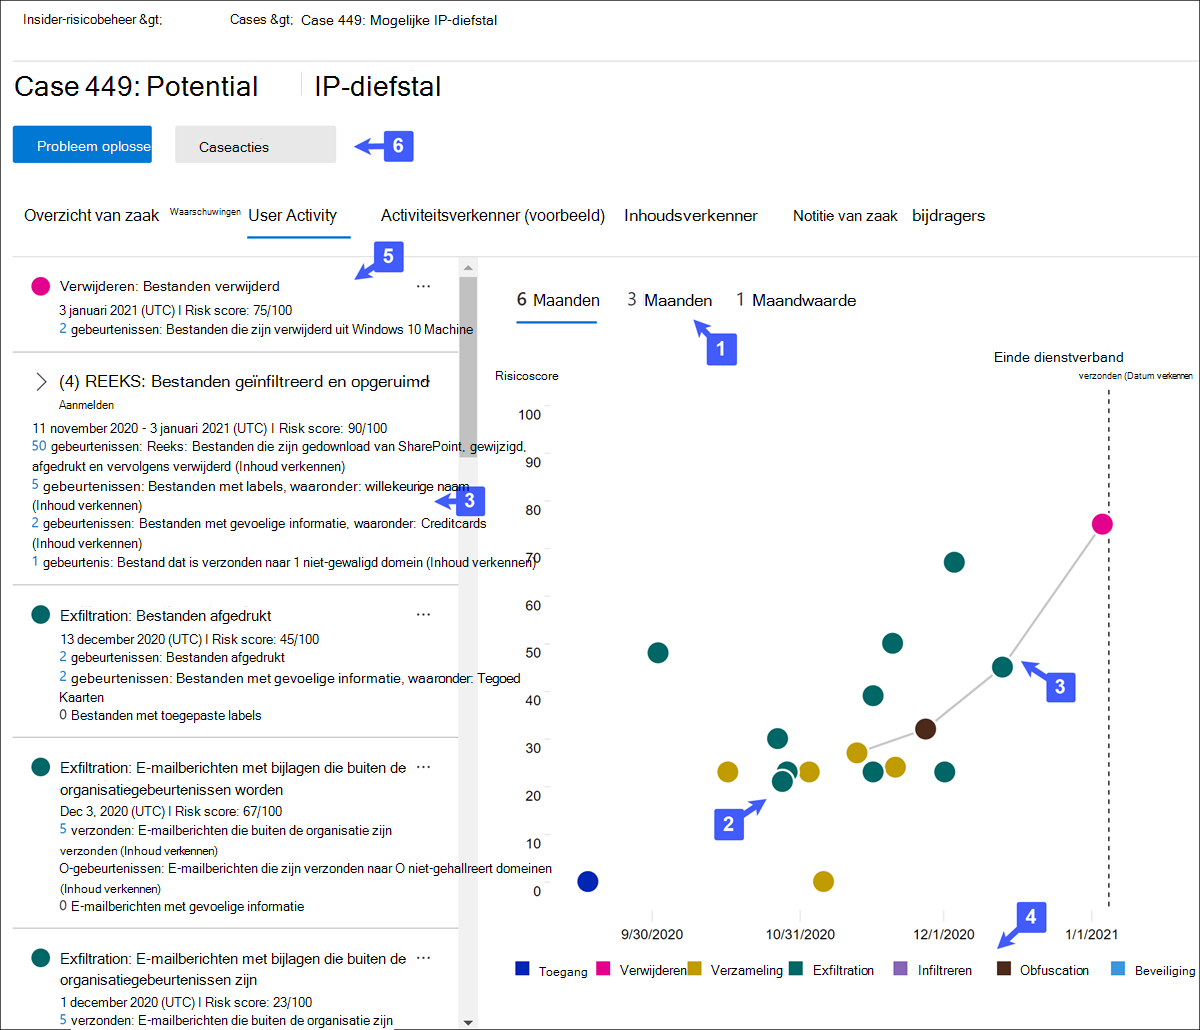 Insider-risicobeheer &gt; Cases &gt; Case 449: Mogelijke IP-diefstal
Case 449: Potential IP-diefstal
Probleem oplosse Caseacties 6
Overzicht van zaak Waarschuwingen User Activity Activiteitsverkenner (voorbeeld) Inhoudsverkenner Notitie van zaak bijdragers
5
Verwijderen: Bestanden verwijderd ...
3 januari 2021 (UTC) I Risk score: 75/100
2 gebeurtenissen: Bestanden die zijn verwijderd uit Windows 10 Machine
(4) REEKS: Bestanden geïnfiltreerd en opgeruimd
Aanmelden
11 november 2020 - 3 januari 2021 (UTC) I Risk score: 90/100
50 gebeurtenissen: Reeks: Bestanden die zijn gedownload van SharePoint, gewijzigd,
afgedrukt en vervolgens verwijderd (Inhoud verkennen)
5 gebeurtenissen: Bestanden met labels, waaronder: willekeurige naam
(Inhoud verkennen)
3
2 gebeurtenissen: Bestanden met gevoelige informatie, waaronder: Creditcards
(Inhoud verkennen)
1 gebeurtenis: Bestand dat is verzonden naar 1 niet-gewaligd domein (Inhoud verkennen)
Exfiltration: Bestanden afgedrukt ...
13 december 2020 (UTC) I Risk score: 45/100
2 gebeurtenissen: Bestanden afgedrukt
2 gebeurtenissen: Bestanden met gevoelige informatie, waaronder: Tegoed
Kaarten
0 Bestanden met toegepaste labels
Exfiltration: E-mailberichten met bijlagen die buiten de ...
organisatiegebeurtenissen worden
Dec 3, 2020 (UTC) I Risk score: 67/100
5 verzonden: E-mailberichten die buiten de organisatie zijn
verzonden (Inhoud verkennen)
O-gebeurtenissen: E-mailberichten die zijn verzonden naar O niet-gehallreert domeinen
(Inhoud verkennen)
0 E-mailberichten met gevoelige informatie
Exfiltration: E-mailberichten met bijlagen die buiten de ...
organisatiegebeurtenissen zijn
1 december 2020 (UTC) I Risk score: 23/100
5 verzonden: E-mailberichten die buiten de organisatie zijn
6 Maanden 3 Maanden 1 Maandwaarde
1
Einde dienstverband
verzonden (Datum verkennen
Risicoscore
100
90
80
70
60
50
40
30
20
10
0
3
2
4
9/30/2020 10/31/2020 12/1/2020 1/1/2021
Toegang Verwijderen Verzameling Exfiltration Infiltreren Obfuscation Beveiliging